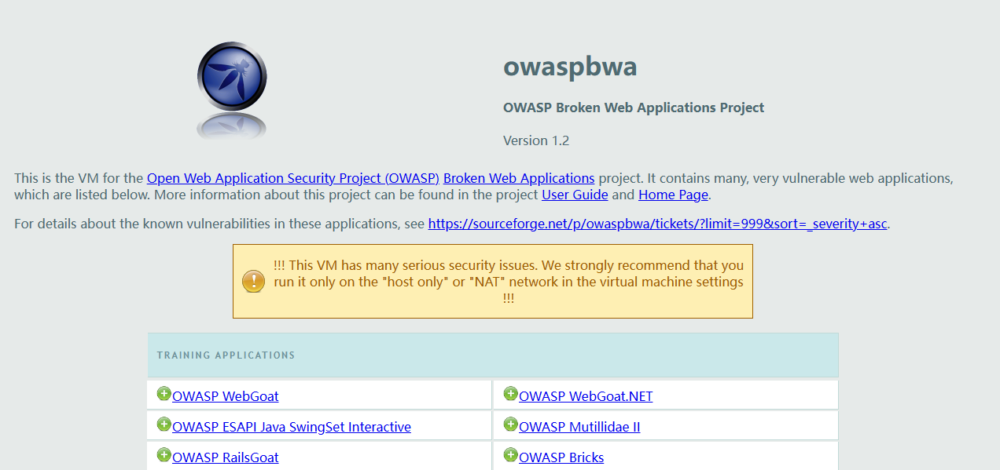 owaspbwa
OWASP Broken Web Applications Project
Version 1.2
This is the VM for the Open Web Application Security Project (OWASP) Broken Web Applications project. It contains many, very vulnerable web applications,
which are listed below. More information about this project can be found in the project User Guide and Home Page.
For details about the known vulnerabilities in these applications, see https://sourceforge.net/p/owaspbwa/tickets/?limit=999&sort=_severity+asc.
!!! This VM has many serious security issues. We strongly recommend that you
run it only on the "host only" or "NAT" network in the virtual machine settings
!!!
TRAINING APPLICATIONS
OWASP WebGoat
OWASP WebGoat.NET
OWASP ESAPI Java SwingSet Interactive
OWASP Mutillidae II
OWASP RailsGoat
OWASP Bricks